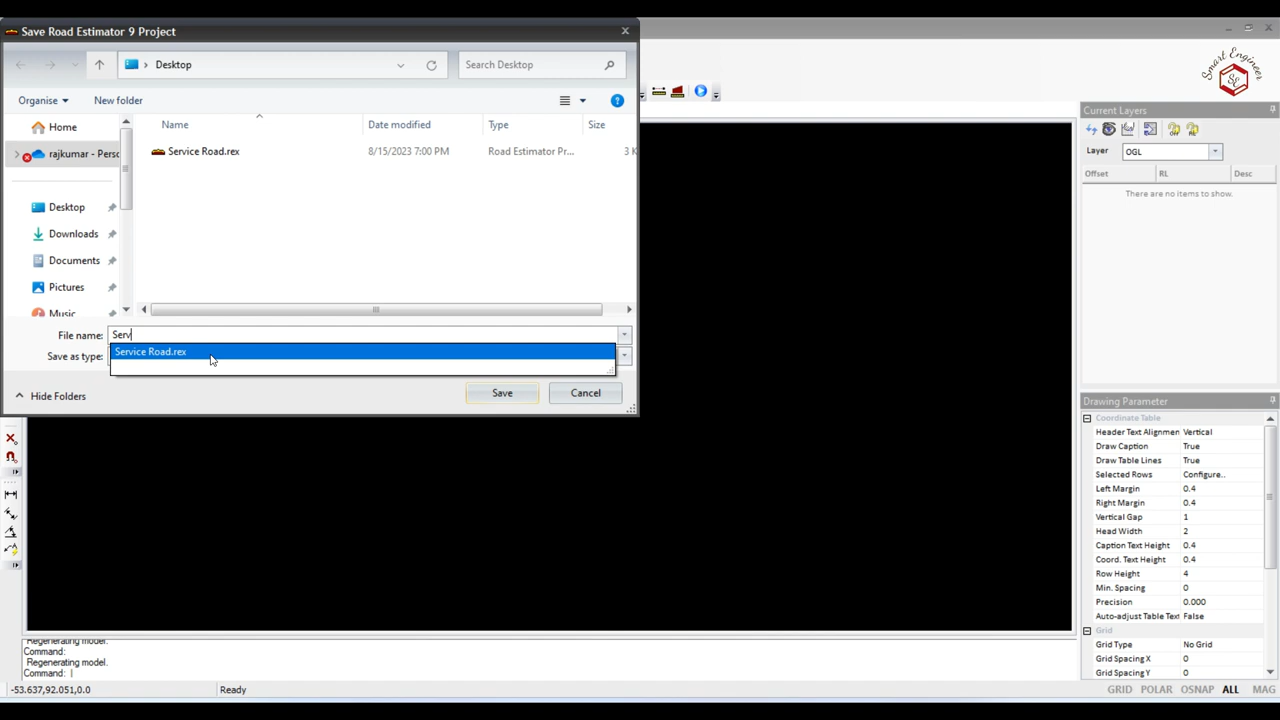 Save Road Estimator 9 Project
Desktop
Search Desktop
Organise
New folder
Name
Date modified
Type
Size
Home
rajkumar - Perso
Desktop
Downloads
Documents
Pictures
Music
Service Road.rex
8/15/2023 7:00 PM
Road Estimator Pr...
3 K
File name:
Serv
Save as type:
Service Road.rex
Hide Folders
Save
Cancel
Smart Engineer
SE
Current Layers
Layer
OGL
Offset
RL
Desc
There are no items to show.
Drawing Parameter
Coordinate Table
Header Text Alignmen Vertical
Draw Caption True
Draw Table Lines True
Selected Rows Configure..
Left Margin 0.4
Right Margin 0.4
Vertical Gap 1
Head Width 2
Caption Text Height 0.4
Coord. Text Height 0.4
Row Height 4
Min. Spacing 0
Precision 0.000
Auto-adjust Table Text False
Grid
Grid Type No Grid
Grid Spacing X 0
Grid Spacing Y 0
Regenerating model.
Command:
Regenerating model.
Command:
-53.637,92.051,0.0
Ready
GRID POLAR OSNAP ALL MAG